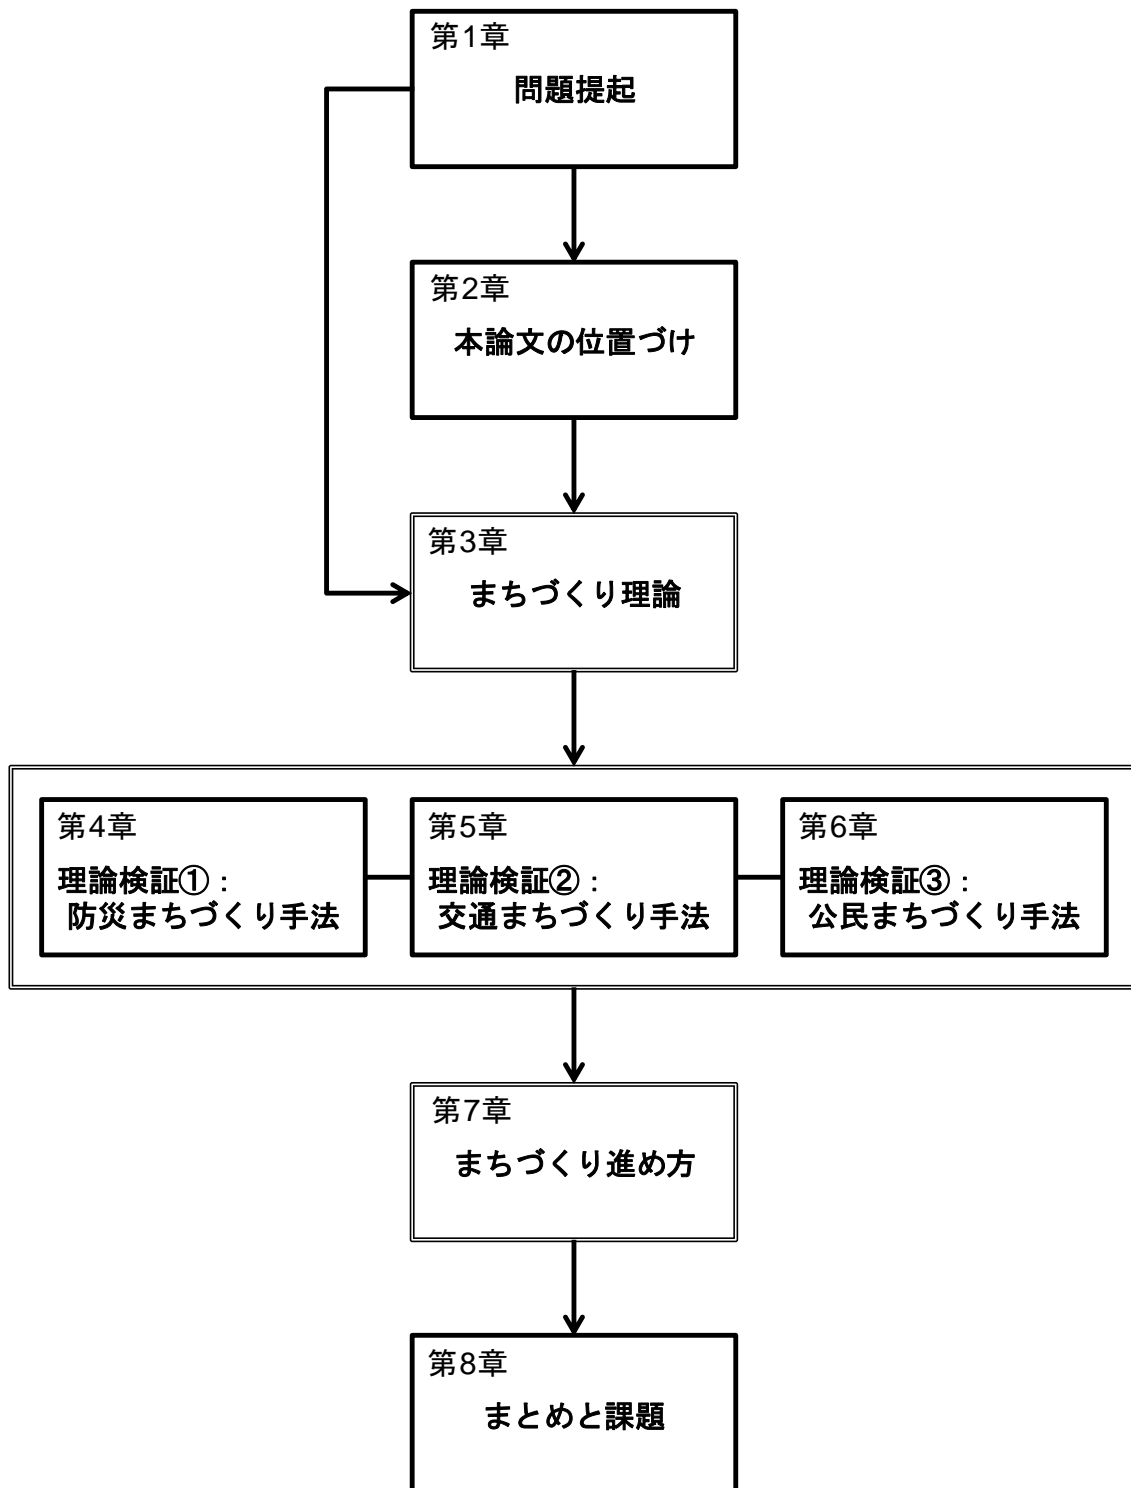 第1章
問題提起
第2章
本論文の位置づけ
第3章
まちづくり理論
第4章
理論検証①：
防災まちづくり手法
第5章
理論検証②：
交通まちづくり手法
第6章
理論検証③：
公民まちづくり手法
第7章
まちづくり進め方
第8章
まとめと課題